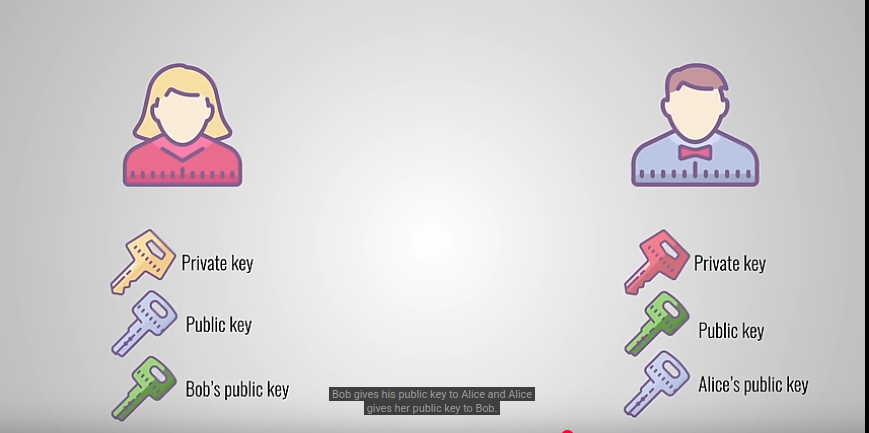 Private key
Public key
Bob's public key
Private key
Public key
Alice's public key
Bob gives his public key to Alice and Alice
gives her public key to Bob.